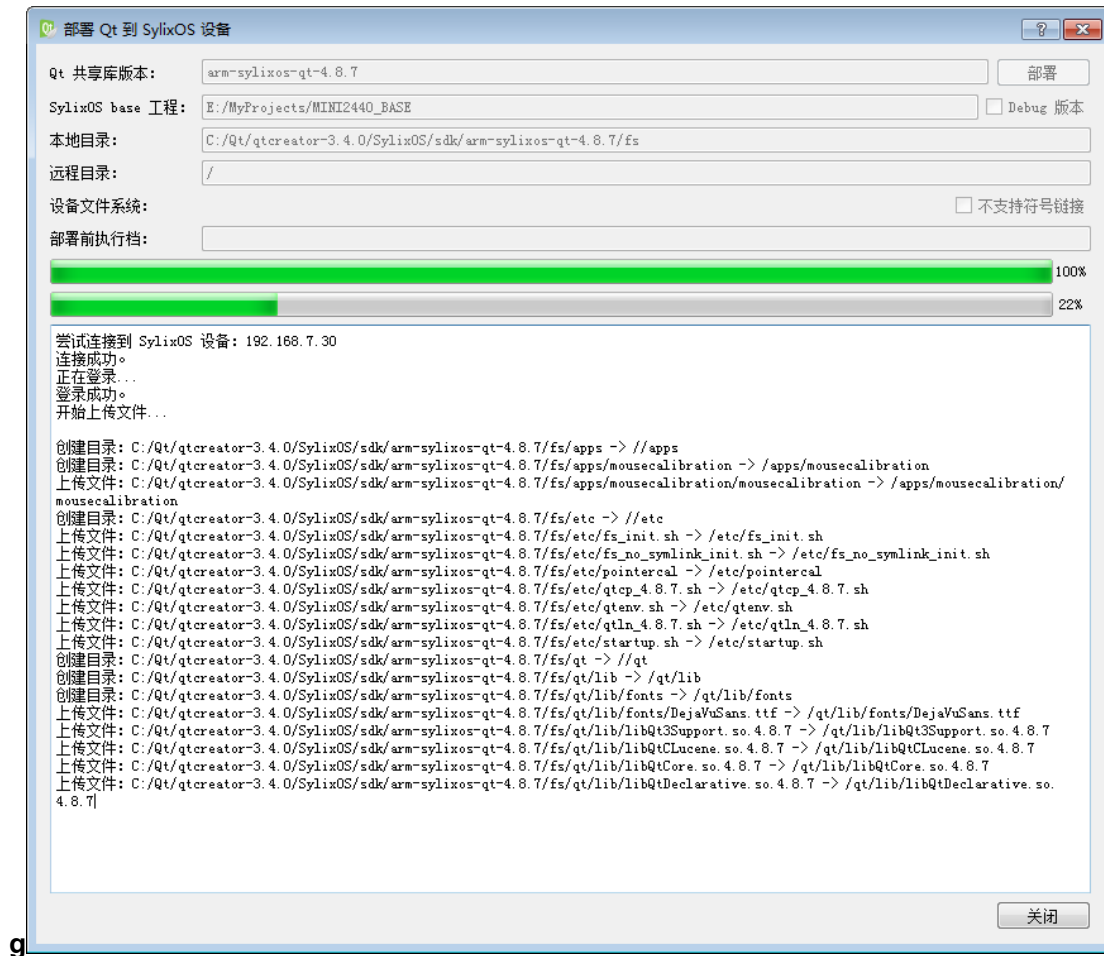 部署 Qt 到 SylixOS 设备
Qt 共享库版本: arm-sylixos-qt-4.8.7 部署
SylixOS base 工程: E:/MyProjects/MINI2440_BASE Debug 版本
本地目录: C:/Qt/qtcreator-3.4.0/SylixOS/sdk/arm-sylixos-qt-4.8.7/fs
远程目录: /
设备文件系统: 不支持符号链接
部署前执行档:
100%
22%
尝试连接到 SylixOS 设备: 192.168.7.30
连接成功。
正在登录...
登录成功。
开始上传文件...
创建目录: C:/Qt/qtcreator-3.4.0/SylixOS/sdk/arm-sylixos-qt-4.8.7/fs/apps -> //apps
创建目录: C:/Qt/qtcreator-3.4.0/SylixOS/sdk/arm-sylixos-qt-4.8.7/fs/apps/mousecalibration -> /apps/mousecalibration
上传文件: C:/Qt/qtcreator-3.4.0/SylixOS/sdk/arm-sylixos-qt-4.8.7/fs/apps/mousecalibration/mousecalibration -> /apps/mousecalibration/
mousecalibration
创建目录: C:/Qt/qtcreator-3.4.0/SylixOS/sdk/arm-sylixos-qt-4.8.7/fs/etc -> //etc
上传文件: C:/Qt/qtcreator-3.4.0/SylixOS/sdk/arm-sylixos-qt-4.8.7/fs/etc/fs_init.sh -> /etc/fs_init.sh
上传文件: C:/Qt/qtcreator-3.4.0/SylixOS/sdk/arm-sylixos-qt-4.8.7/fs/etc/fs_no_symlink_init.sh -> /etc/fs_no_symlink_init.sh
上传文件: C:/Qt/qtcreator-3.4.0/SylixOS/sdk/arm-sylixos-qt-4.8.7/fs/etc/pointercal -> /etc/pointercal
上传文件: C:/Qt/qtcreator-3.4.0/SylixOS/sdk/arm-sylixos-qt-4.8.7/fs/etc/qtcp_4.8.7.sh -> /etc/qtcp_4.8.7.sh
上传文件: C:/Qt/qtcreator-3.4.0/SylixOS/sdk/arm-sylixos-qt-4.8.7/fs/etc/qtenv.sh -> /etc/qtenv.sh
上传文件: C:/Qt/qtcreator-3.4.0/SylixOS/sdk/arm-sylixos-qt-4.8.7/fs/etc/qtln_4.8.7.sh -> /etc/qtln_4.8.7.sh
上传文件: C:/Qt/qtcreator-3.4.0/SylixOS/sdk/arm-sylixos-qt-4.8.7/fs/etc/startup.sh -> /etc/startup.sh
创建目录: C:/Qt/qtcreator-3.4.0/SylixOS/sdk/arm-sylixos-qt-4.8.7/fs/qt -> //qt
创建目录: C:/Qt/qtcreator-3.4.0/SylixOS/sdk/arm-sylixos-qt-4.8.7/fs/qt/lib -> /qt/lib
创建目录: C:/Qt/qtcreator-3.4.0/SylixOS/sdk/arm-sylixos-qt-4.8.7/fs/qt/lib/fonts -> /qt/lib/fonts
上传文件: C:/Qt/qtcreator-3.4.0/SylixOS/sdk/arm-sylixos-qt-4.8.7/fs/qt/lib/fonts/DejaVuSans.ttf -> /qt/lib/fonts/DejaVuSans.ttf
上传文件: C:/Qt/qtcreator-3.4.0/SylixOS/sdk/arm-sylixos-qt-4.8.7/fs/qt/lib/libQt3Support.so.4.8.7 -> /qt/lib/libQt3Support.so.4.8.7
上传文件: C:/Qt/qtcreator-3.4.0/SylixOS/sdk/arm-sylixos-qt-4.8.7/fs/qt/lib/libQtCLucene.so.4.8.7 -> /qt/lib/libQtCLucene.so.4.8.7
上传文件: C:/Qt/qtcreator-3.4.0/SylixOS/sdk/arm-sylixos-qt-4.8.7/fs/qt/lib/libQtCore.so.4.8.7 -> /qt/lib/libQtCore.so.4.8.7
上传文件: C:/Qt/qtcreator-3.4.0/SylixOS/sdk/arm-sylixos-qt-4.8.7/fs/qt/lib/libQtDeclarative.so.4.8.7 -> /qt/lib/libQtDeclarative.so.
4.8.7
关闭
g